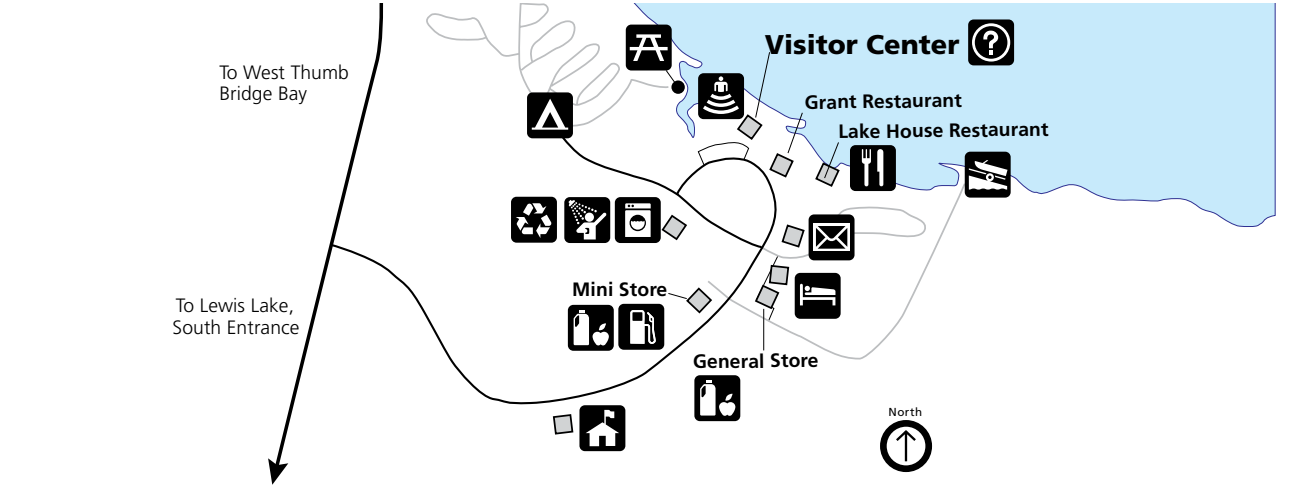 Visitor Center ?
To West Thumb
Bridge Bay
Grant Restaurant
Lake House Restaurant
Mini Store
To Lewis Lake,
South Entrance
General Store
North